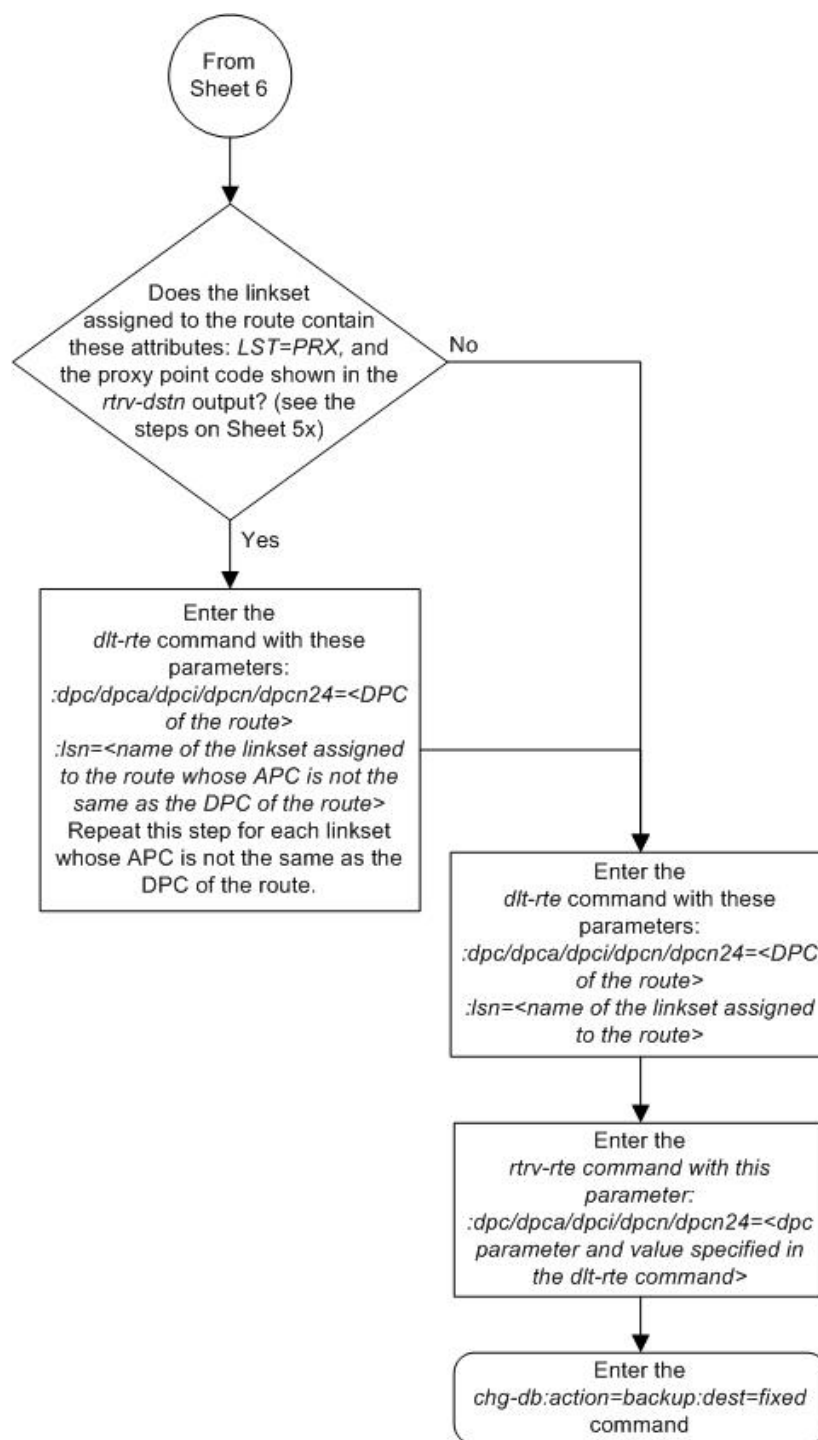 From
Sheet 6
Does the linkset
assigned to the route contain
these attributes: LST=PRX, and
the proxy point code shown in the
rtrv-dstn output? (see the
steps on Sheet 5x)
No
Yes
Enter the
dlt-rte command with these
parameters:
:dpc/dpca/dpci/dpcn/dpcn24=<DPC
of the route>
:lsn=<name of the linkset assigned
to the route whose APC is not the
same as the DPC of the route>
Repeat this step for each linkset
whose APC is not the same as the
DPC of the route.
Enter the
dlt-rte command with these
parameters:
:dpc/dpca/dpci/dpcn/dpcn24=<DPC
of the route>
:lsn=<name of the linkset assigned
to the route>
Enter the
rtrv-rte command with this
parameter:
:dpc/dpca/dpci/dpcn/dpcn24=<dpc
parameter and value specified in
the dlt-rte command>
Enter the
chg-db:action=backup:dest=fixed
command